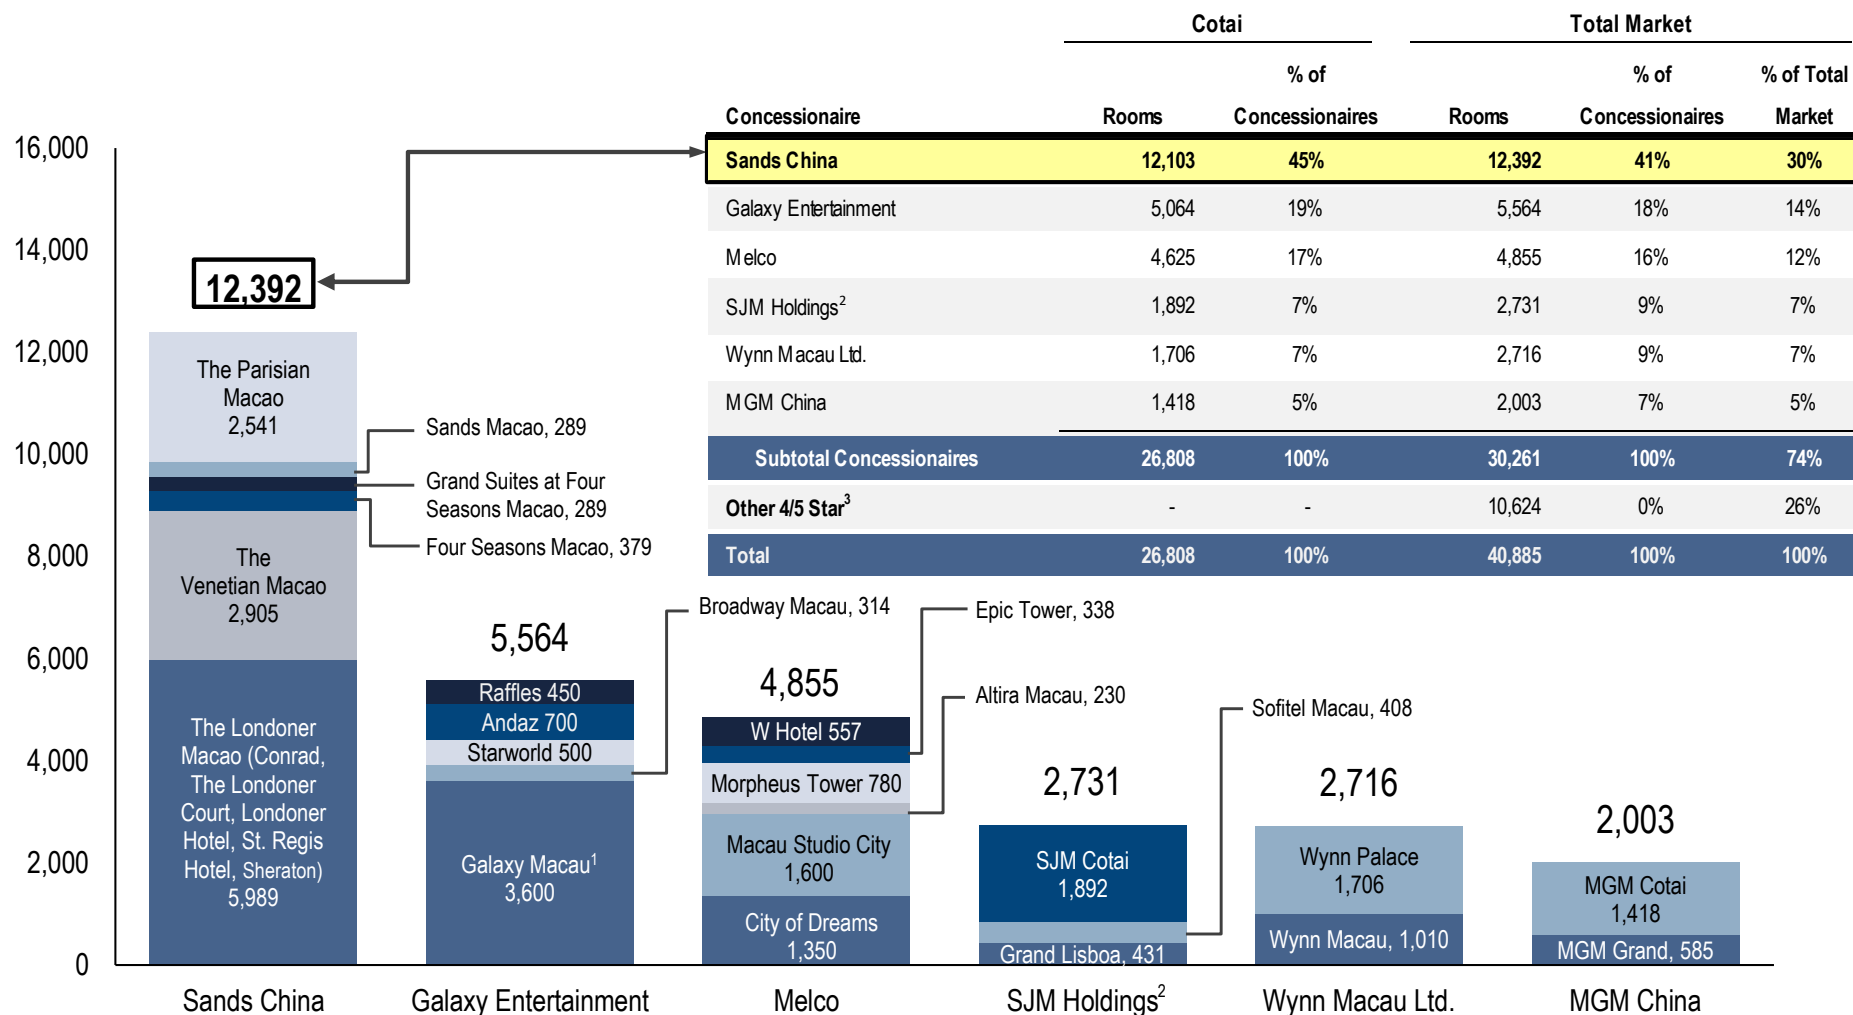 Cotai Total Market
% of % of % of Total
Concessionaire Rooms Concessionaires Rooms Concessionaires Market
Sands China 12,103 45% 12,392 41% 30%
Galaxy Entertainment 5,064 19% 5,564 18% 14%
Melco 4,625 17% 4,855 16% 12%
SJM Holdings2 1,892 7% 2,731 9% 7%
Wynn Macau Ltd. 1,706 7% 2,716 9% 7%
MGM China 1,418 5% 2,003 7% 5%
Subtotal Concessionaires 26,808 100% 30,261 100% 74%
Other 4/5 Star3 - - 10,624 0% 26%
Total 26,808 100% 40,885 100% 100%
16,000
14,000
12,000
10,000
8,000
6,000
4,000
2,000
0
12,392
The Parisian
Macao
2,541
Sands Macao, 289
Grand Suites at Four
Seasons Macao, 289
Four Seasons Macao, 379
The
Venetian Macao
2,905
The Londoner
Macao (Conrad,
The Londoner
Court, Londoner
Hotel, St. Regis
Hotel, Sheraton)
5,989
5,564
Raffles 450
Andaz 700
Starworld 500
Broadway Macau, 314
Galaxy Macau1
3,600
4,855
W Hotel 557
Epic Tower, 338
Morpheus Tower 780
Altira Macau, 230
Macau Studio City
1,600
City of Dreams
1,350
2,731
SJM Cotai
1,892
Sofitel Macau, 408
Grand Lisboa, 431
2,716
Wynn Palace
1,706
Wynn Macau, 1,010
2,003
MGM Cotai
1,418
MGM Grand, 585
Sands China Galaxy Entertainment Melco SJM Holdings2 Wynn Macau Ltd. MGM China